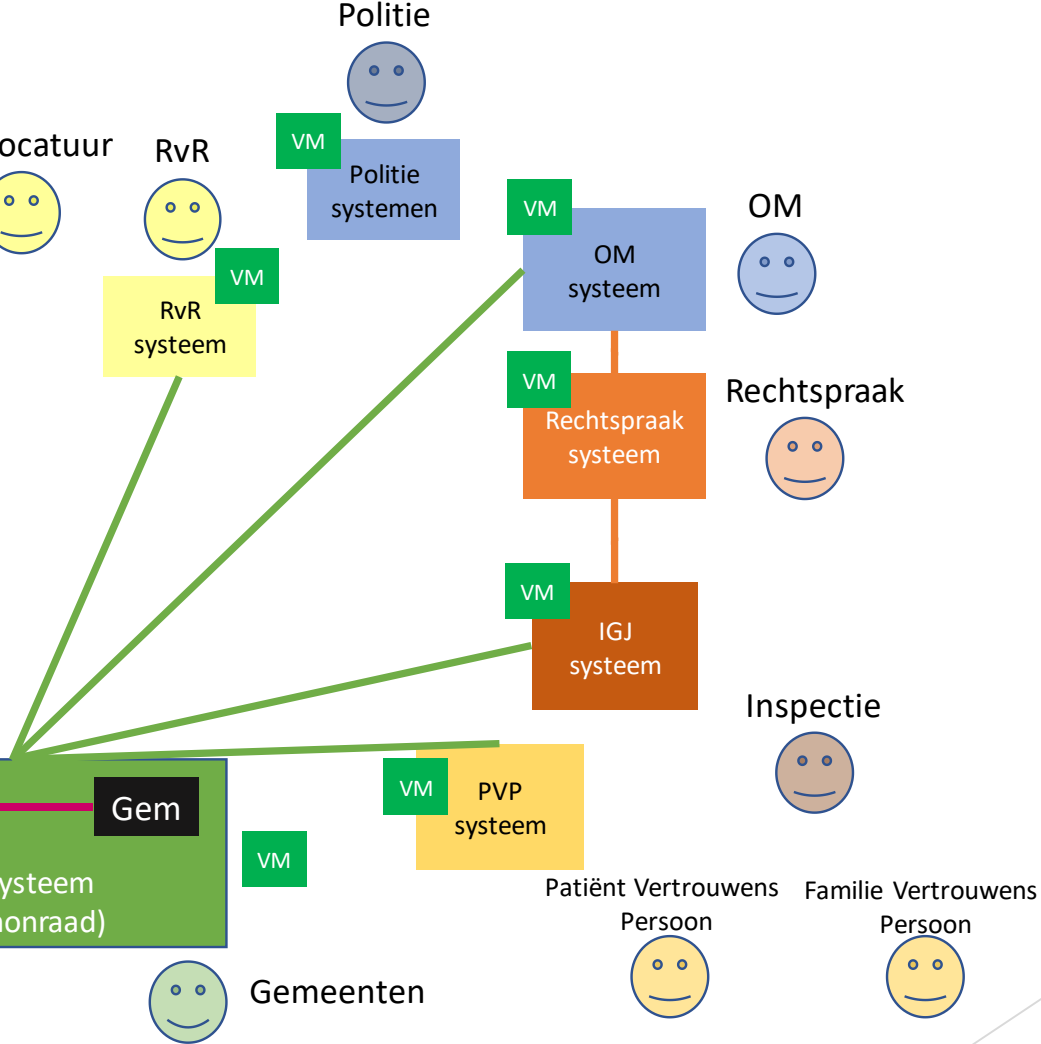 Politie
ocatuur
RvR
VM
Politie
systemen
VM
OM
OM
systeem
VM
RvR
systeem
VM
Rechtspraak
systeem
Rechtspraak
VM
IGJ
systeem
Inspectie
VM
PVP
systeem
Gem
VM
ysteem
onraad)
Patiënt Vertrouwens
Persoon
Familie Vertrouwens
Persoon
Gemeenten